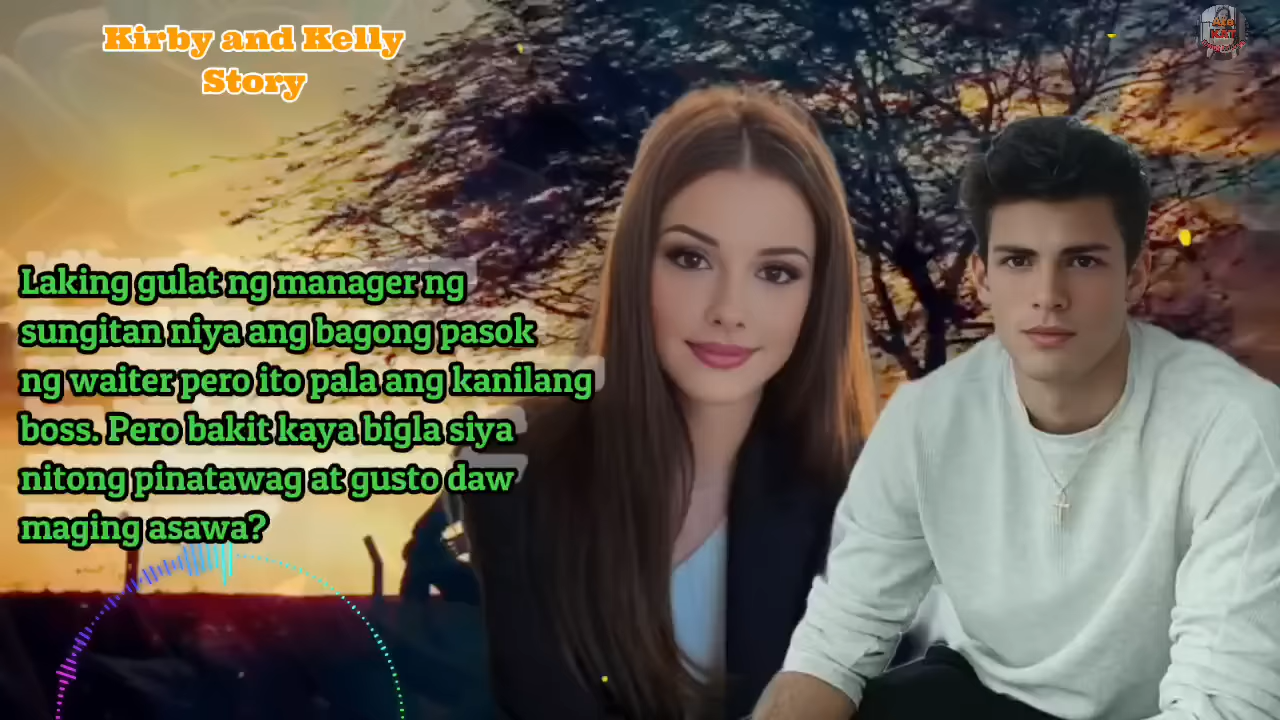 Kirby and Kelly
Story
Laking gulat ng manager ng
sungitan niya ang bagong pasok
ng waiter pero ito pala ang kanilang
boss. Pero bakit kaya bigla siya
nitong pinatawag at gusto daw
maging asawa?